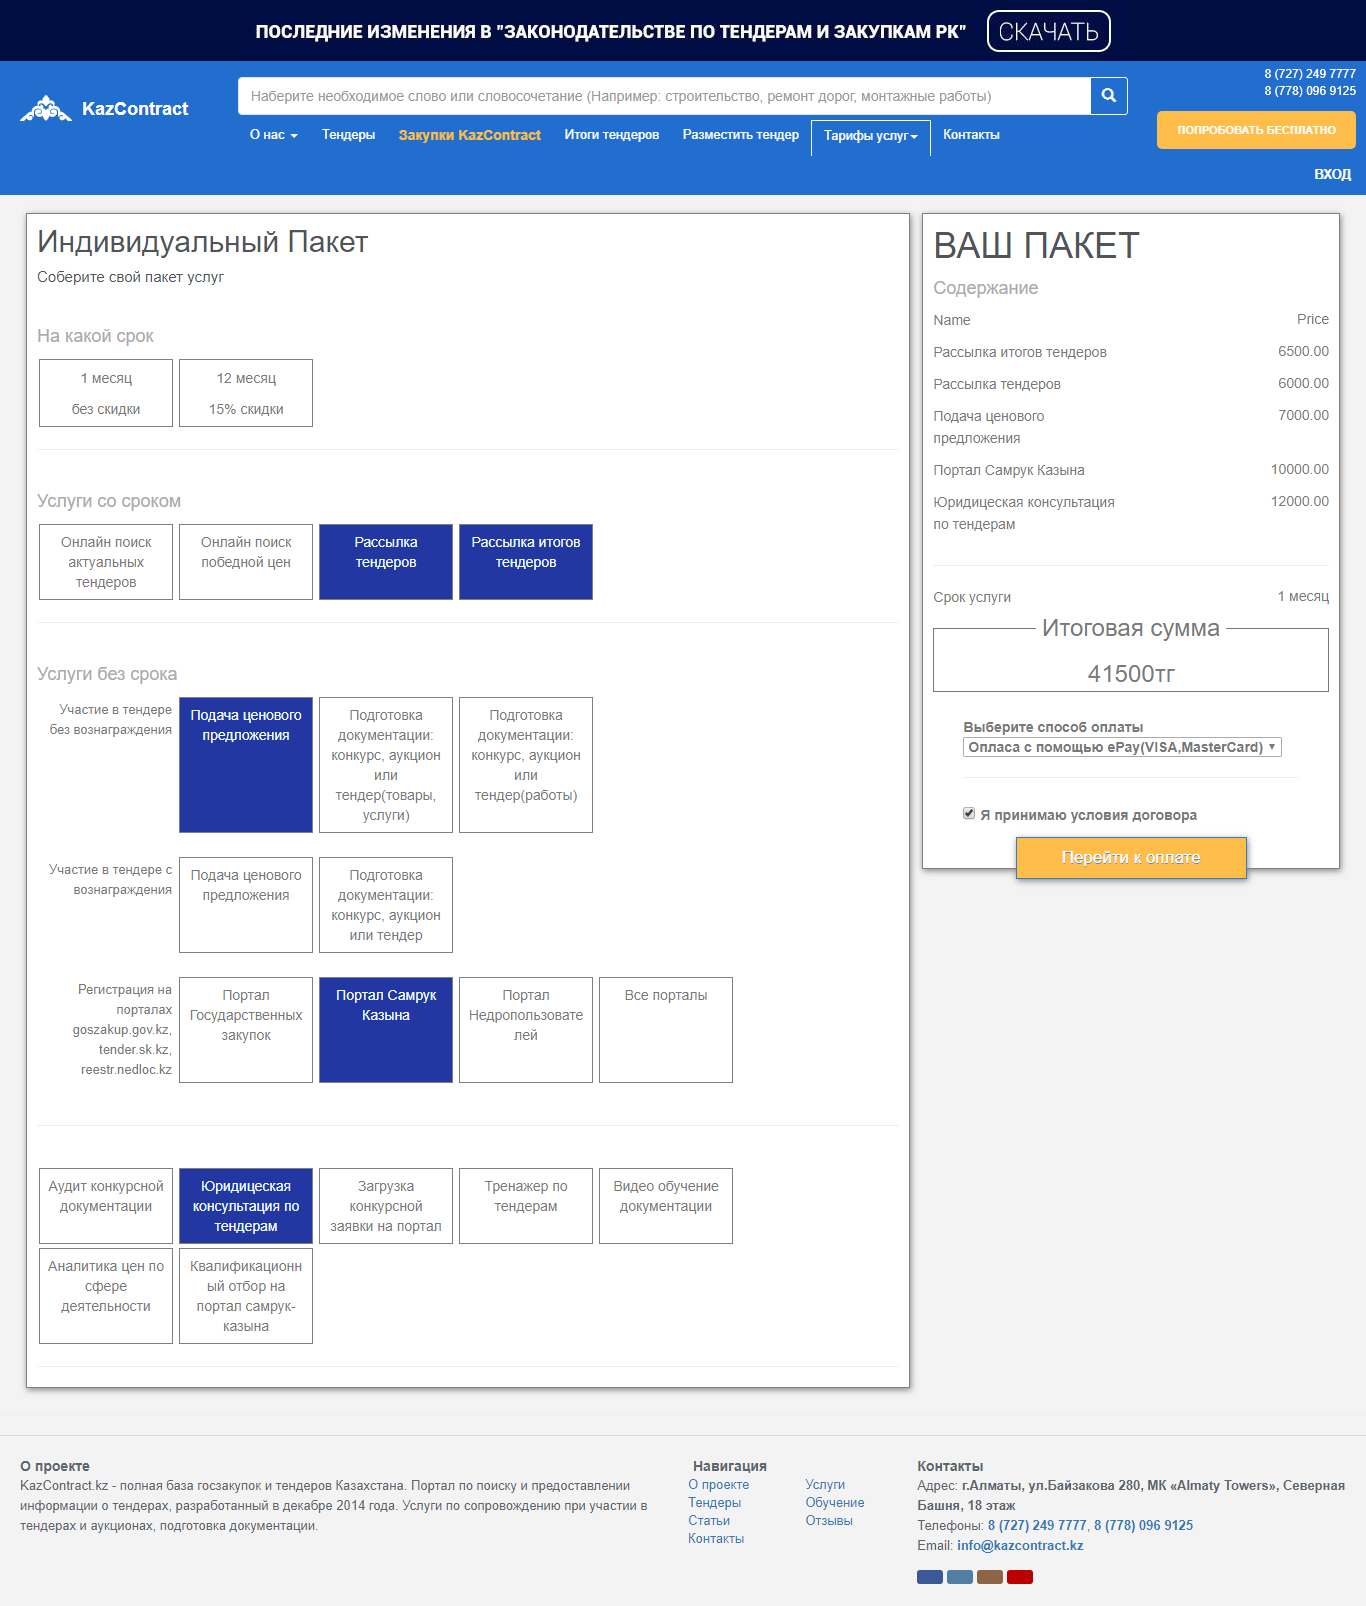 ПОСЛЕДНИЕ ИЗМЕНЕНИЯ В "ЗАКОНОДАТЕЛЬСТВЕ ПО ТЕНДЕРАМ И ЗАКУПКАМ РК" СКАЧАТЬ
8 (727) 249 7777
8 (778) 096 9125
KazContract
Наберите необходимое слово или словосочетание (Например: строительство, ремонт дорог, монтажные работы)
О нас Тендеры Закупки KazContract Итоги тендеров Разместить тендер Тарифы услуг Контакты
ПОПРОБОВАТЬ БЕСПЛАТНО
ВХОД
Индивидуальный Пакет
Соберите свой пакет услуг
На какой срок
1 месяц
без скидки
12 месяц
15% скидки
Услуги со сроком
Онлайн поиск
актуальных
тендеров
Онлайн поиск
победной цен
Рассылка
тендеров
Рассылка итогов
тендеров
Услуги без срока
Участие в тендере
без вознаграждения
Подача ценового
предложения
Подготовка
документации:
конкурс, аукцион
или
тендер(товары,
услуги)
Подготовка
документации:
конкурс, аукцион
или
тендер(работы)
Участие в тендере с
вознаграждения
Подача ценового
предложения
Подготовка
документации:
конкурс, аукцион
или тендер
Регистрация на
порталах
goszakup.gov.kz,
tender.sk.kz,
reestr.nedloc.kz
Портал
Государственных
закупок
Портал Самрук
Казына
Портал
Недропользовате
лей
Все порталы
Аудит конкурсной
документации
Юридицеская
консультация по
тендерам
Загрузка
конкурсной
заявки на портал
Тренажер по
тендерам
Видео обучение
документации
Аналитика цен по
сфере
деятельности
Квалификационн
ый отбор на
портал самрук-
казына
ВАШ ПАКЕТ
Содержание
Name Price
Рассылка итогов тендеров 6500.00
Рассылка тендеров 6000.00
Подача ценового 7000.00
предложения
Портал Самрук Казына 10000.00
Юридицеская консультация 12000.00
по тендерам
Срок услуги 1 месяц
Итоговая сумма
41500тг
Выберите способ оплаты
Опласа с помощью ePay(VISA,MasterCard)
Я принимаю условия договора
Перейти к оплате
О проекте
KazContract.kz - полная база госзакупок и тендеров Казахстана. Портал по поиску и предоставлении
информации о тендерах, разработанный в декабре 2014 года. Услуги по сопровождению при участии в
тендерах и аукционах, подготовка документации.
Навигация
О проекте Услуги
Тендеры Обучение
Статьи Отзывы
Контакты
Контакты
Адрес: г.Алматы, ул.Байзакова 280, МК «Almaty Towers», Северная
Башня, 18 этаж
Телефоны: 8 (727) 249 7777, 8 (778) 096 9125
Email: info@kazcontract.kz